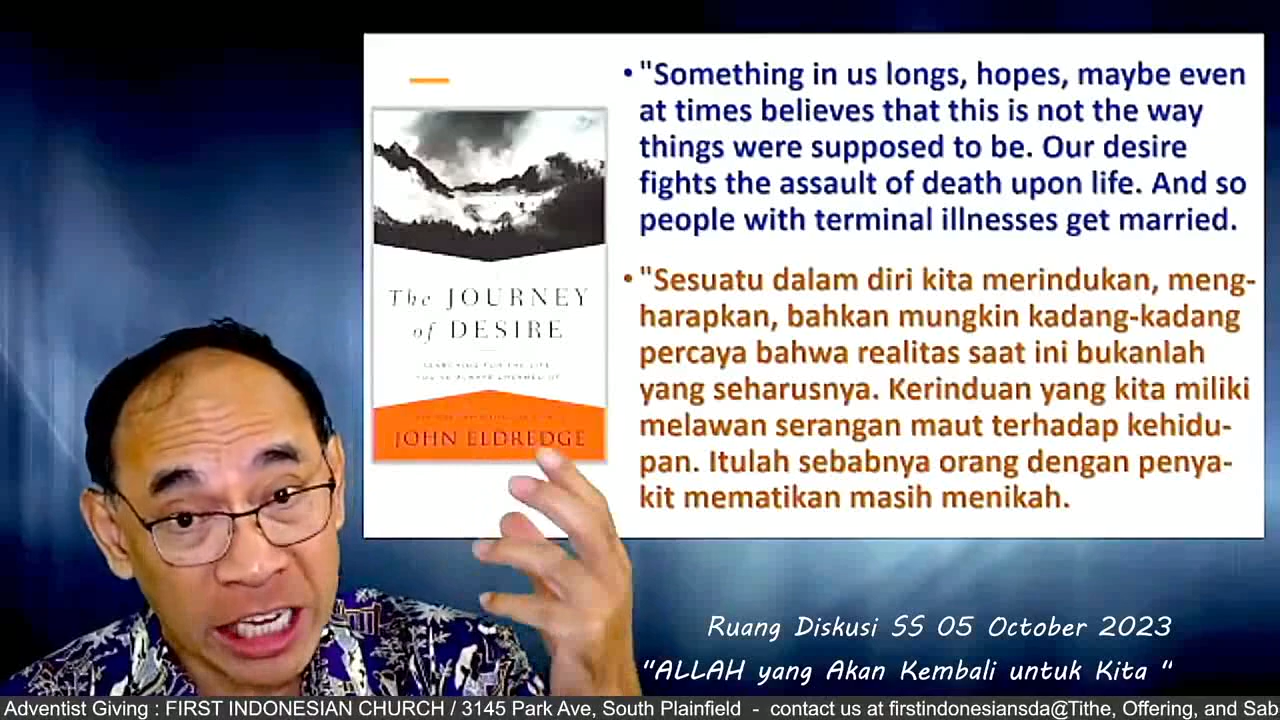 • "Something in us longs, hopes, maybe even
at times believes that this is not the way
things were supposed to be. Our desire
fights the assault of death upon life. And so
people with terminal illnesses get married.
• "Sesuatu dalam diri kita merindukan, meng-
harapkan, bahkan mungkin kadang-kadang
percaya bahwa realitas saat ini bukanlah
yang seharusnya. Kerinduan yang kita miliki
melawan serangan maut terhadap kehidu-
pan. Itulah sebabnya orang dengan penya-
kit mematikan masih menikah.
The JOURNEY
of DESIRE
SEARCHING FOR THE LIFE
JOHN ELDREDGE
Ruang Diskusi SS 05 October 2023
"ALLAH yang Akan Kembali untuk Kita "
Adventist Giving : FIRST INDONESIAN CHURCH / 3145 Park Ave, South Plainfield - contact us at firstindonesiansda@Tithe, Offering, and Sab